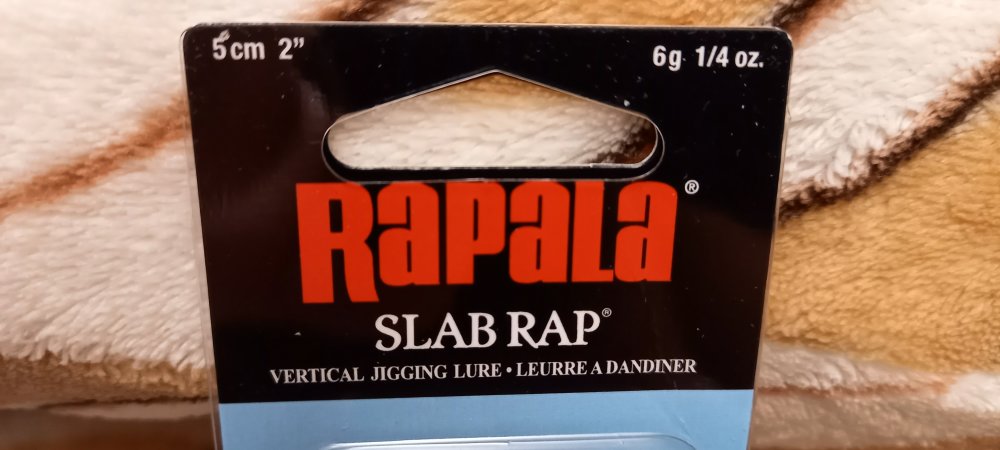 5cm 2” 6g 1/4 oz.
Rapala®
SLAB RAP®
VERTICAL JIGGING LURE • LEURRE A DANDINER